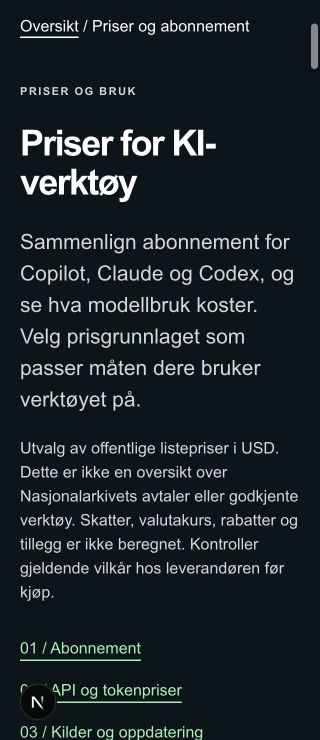 Oversikt / Priser og abonnement
PRISER OG BRUK
Priser for KI-
verktøy
Sammenlign abonnement for
Copilot, Claude og Codex, og
se hva modellbruk koster.
Velg prisgrunnlaget som
passer måten dere bruker
verktøyet på.
Utvalg av offentlige listepriser i USD.
Dette er ikke en oversikt over
Nasjonalarkivets avtaler eller godkjente
verktøy. Skatter, valutakurs, rabatter og
tillegg er ikke beregnet. Kontroller
gjeldende vilkår hos leverandøren før
kjøp.
01 / Abonnement
API og tokenpriser
03 / Kilder og oppdatering